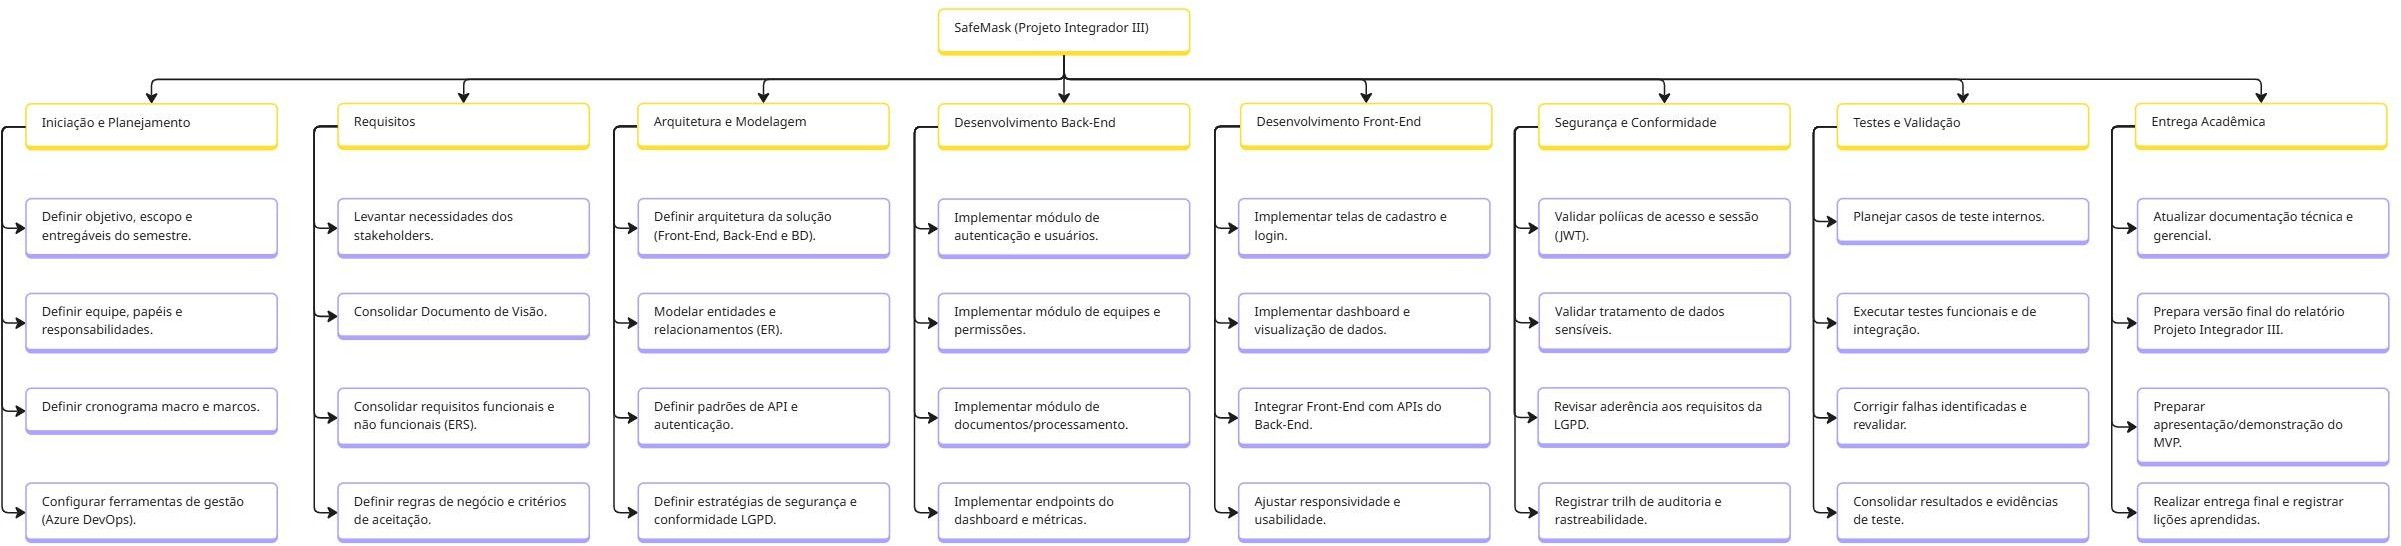 SafeMask (Projeto Integrador III)
Iniciação e Planejamento
Definir objetivo, escopo e
entregáveis do semestre.
Definir equipe, papéis e
responsabilidades.
Definir cronograma macro e marcos.
Configurar ferramentas de gestão
(Azure DevOps).
Requisitos
Levantar necessidades dos
stakeholders.
Consolidar Documento de Visão.
Consolidar requisitos funcionais e
não funcionais (ERS).
Definir regras de negócio e critérios
de aceitação.
Arquitetura e Modelagem
Definir arquitetura da solução
(Front-End, Back-End e BD).
Modelar entidades e
relacionamentos (ER).
Definir padrões de API e
autenticação.
Definir estratégias de segurança e
conformidade LGPD.
Desenvolvimento Back-End
Implementar módulo de
autenticação e usuários.
Implementar módulo de equipes e
permissões.
Implementar módulo de
documentos/processamento.
Implementar endpoints do
dashboard e métricas.
Desenvolvimento Front-End
Implementar telas de cadastro e
login.
Implementar dashboard e
visualização de dados.
Integrar Front-End com APIs do
Back-End.
Ajustar responsividade e
usabilidade.
Segurança e Conformidade
Validar políicas de acesso e sessão
(JWT).
Validar tratamento de dados
sensíveis.
Revisar aderência aos requisitos da
LGPD.
Registrar trilh de auditoria e
rastreabilidade.
Testes e Validação
Planejar casos de teste internos.
Executar testes funcionais e de
integração.
Corrigir falhas identificadas e
revalidar.
Consolidar resultados e evidências
de teste.
Entrega Acadêmica
Atualizar documentação técnica e
gerencial.
Prepara versão final do relatório
Projeto Integrador III.
Preparar
apresentação/demonstração do
MVP.
Realizar entrega final e registrar
lições aprendidas.